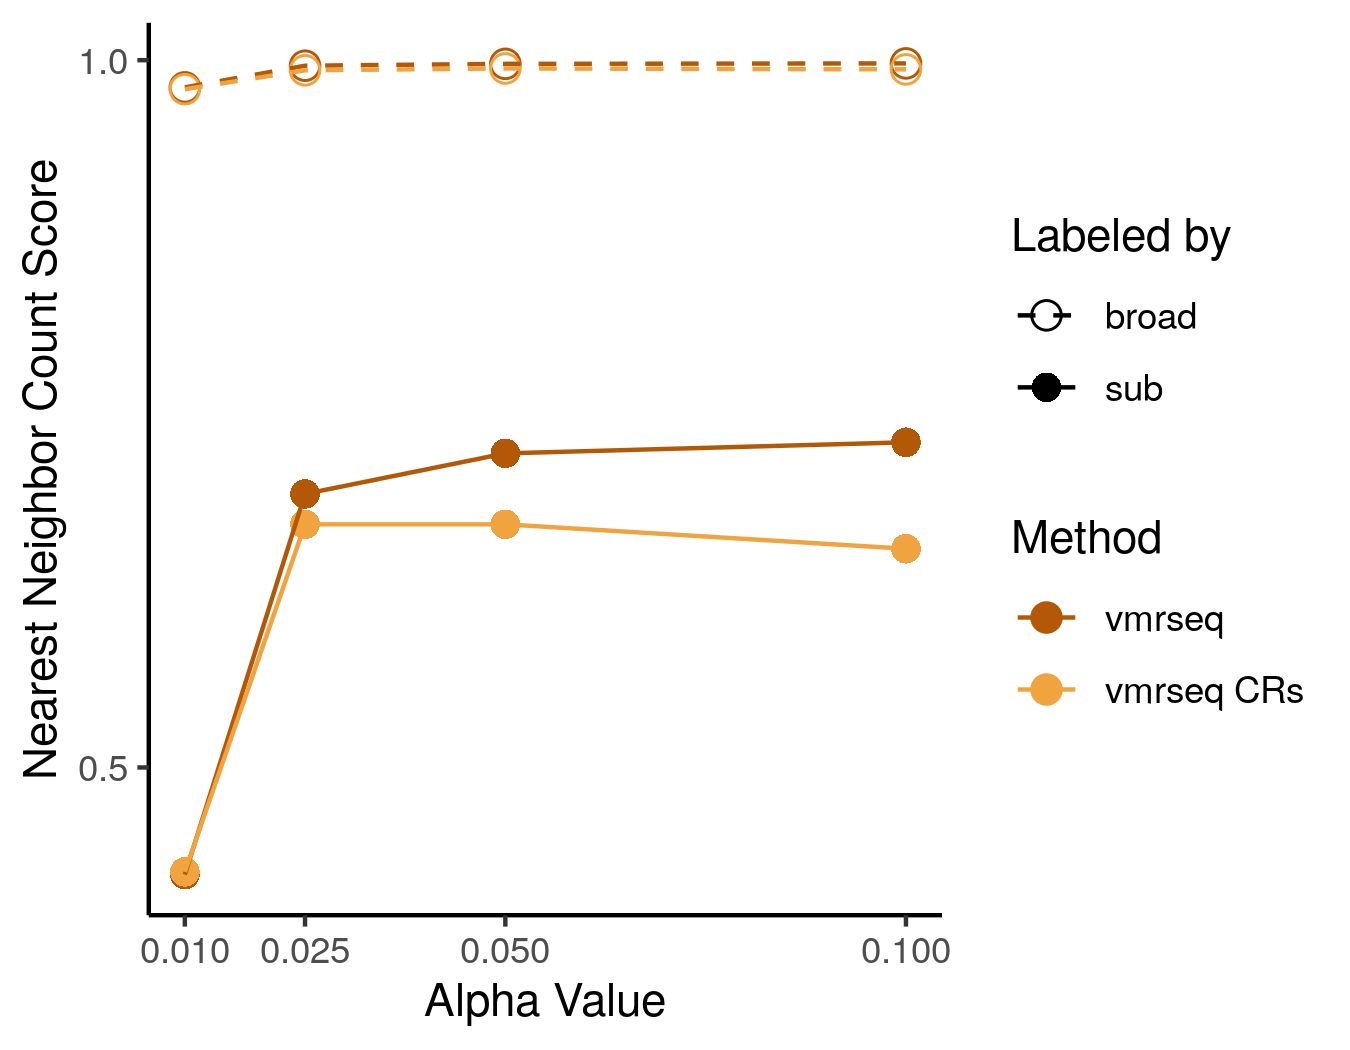 1.0
0.5
Nearest Neighbor Count Score
0.010 0.025 0.050 0.100
Alpha Value
Labeled by
broad
sub
Method
vmrseq
vmrseq CRs